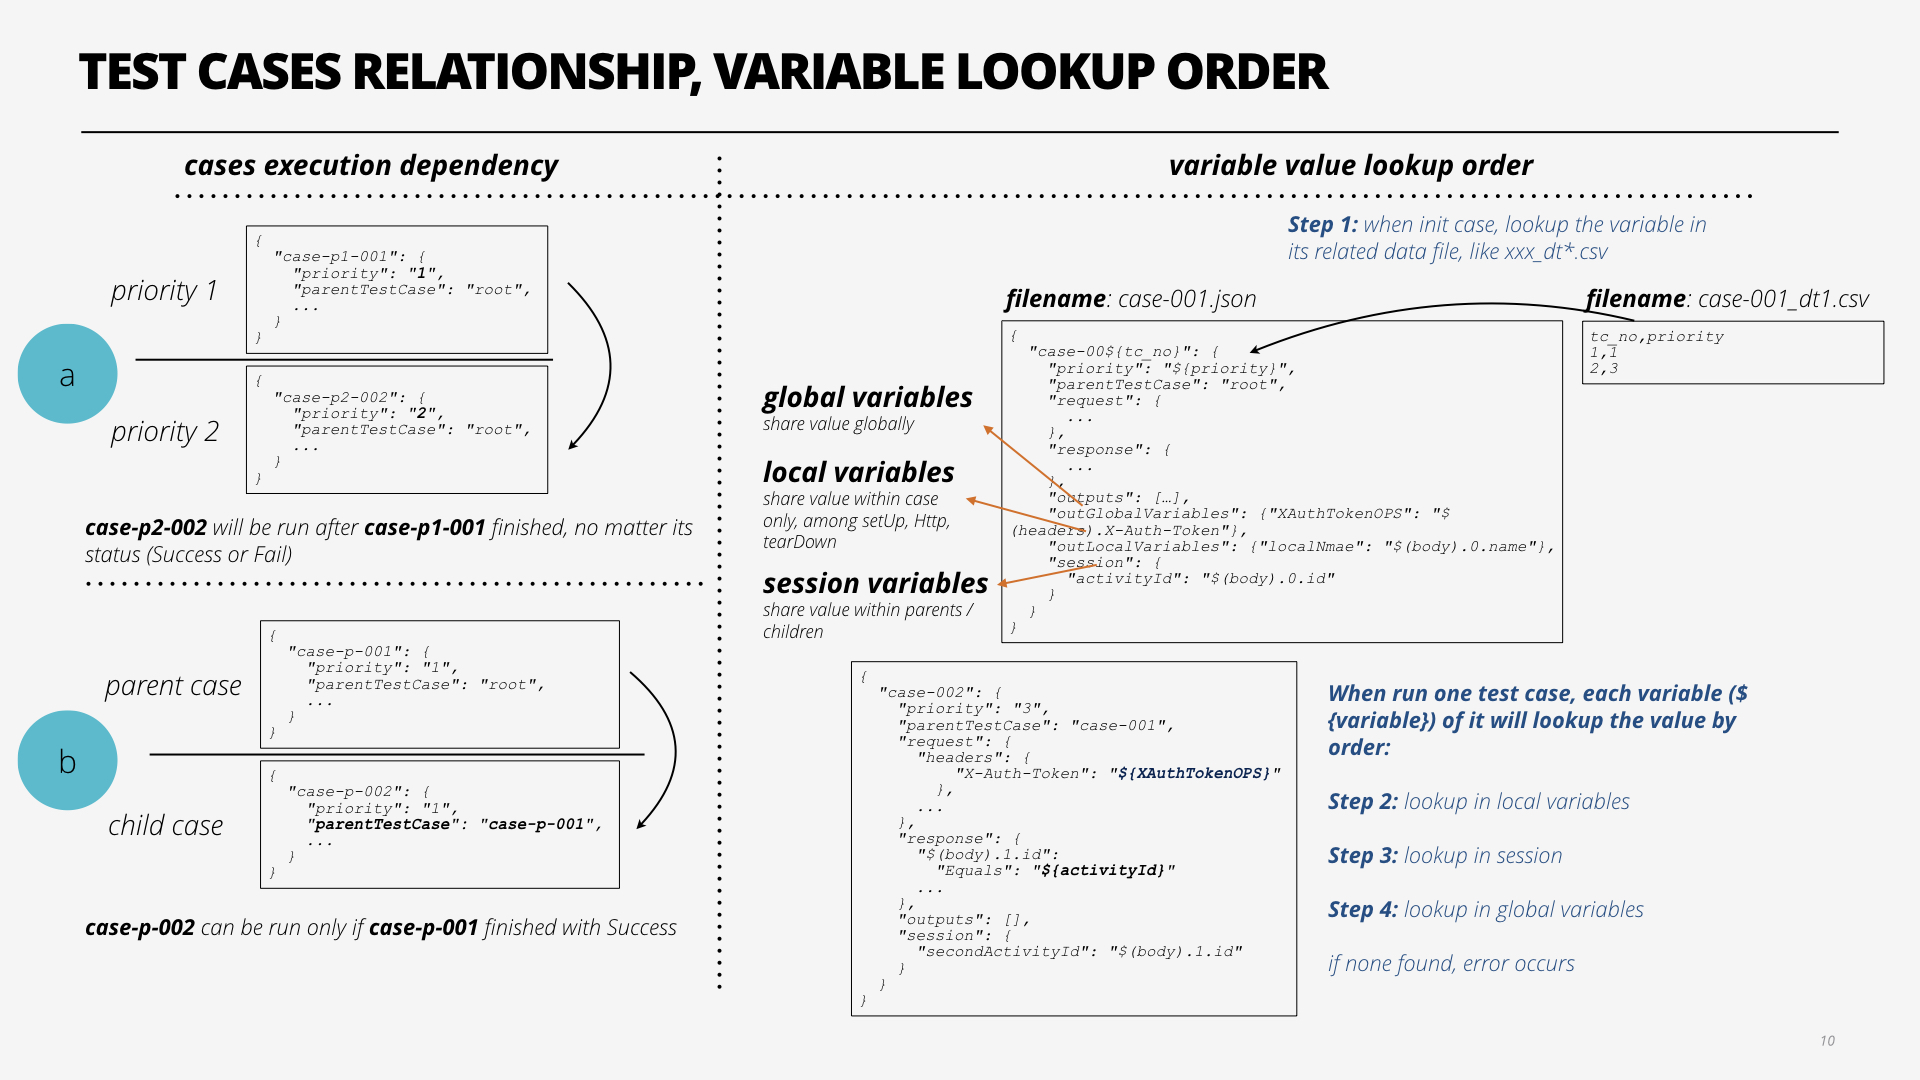 TEST CASES RELATIONSHIP, VARIABLE LOOKUP ORDER
cases execution dependency
a
priority 1
{
"case-p1-001": {
"priority": "1",
"parentTestCase": "root",
...
}
}
priority 2
{
"case-p2-002": {
"priority": "2",
"parentTestCase": "root",
...
}
}
case-p2-002 will be run after case-p1-001 finished, no matter its
status (Success or Fail)
b
parent case
{
"case-p-001": {
"priority": "1",
"parentTestCase": "root",
...
}
}
child case
{
"case-p-002": {
"priority": "1",
"parentTestCase": "case-p-001",
...
}
}
case-p-002 can be run only if case-p-001 finished with Success
variable value lookup order
Step 1: when init case, lookup the variable in
its related data file, like xxx_dt*.csv
filename: case-001.json
{
"case-00${tc_no}": {
"priority": "${priority}",
"parentTestCase": "root",
"request": {
...
},
"response": {
...
},
"outputs": […],
"outGlobalVariables": {"XAuthTokenOPS": "$
(headers).X-Auth-Token"},
"outLocalVariables": {"localNmae": "$(body).0.name"},
"session": {
"activityId": "$(body).0.id"
}
}
}
filename: case-001_dt1.csv
tc_no,priority
1,1
2,3
global variables
share value globally
local variables
share value within case
only, among setUp, Http,
tearDown
session variables
share value within parents /
children
{
"case-002": {
"priority": "3",
"parentTestCase": "case-001",
"request": {
"headers": {
"X-Auth-Token": "${XAuthTokenOPS}"
},
...
},
"response": {
"$(body).1.id":
"Equals": "${activityId}"
...
},
"outputs": [],
"session": {
"secondActivityId": "$(body).1.id"
}
}
}
When run one test case, each variable ($
{variable}) of it will lookup the value by
order:
Step 2: lookup in local variables
Step 3: lookup in session
Step 4: lookup in global variables
if none found, error occurs
10